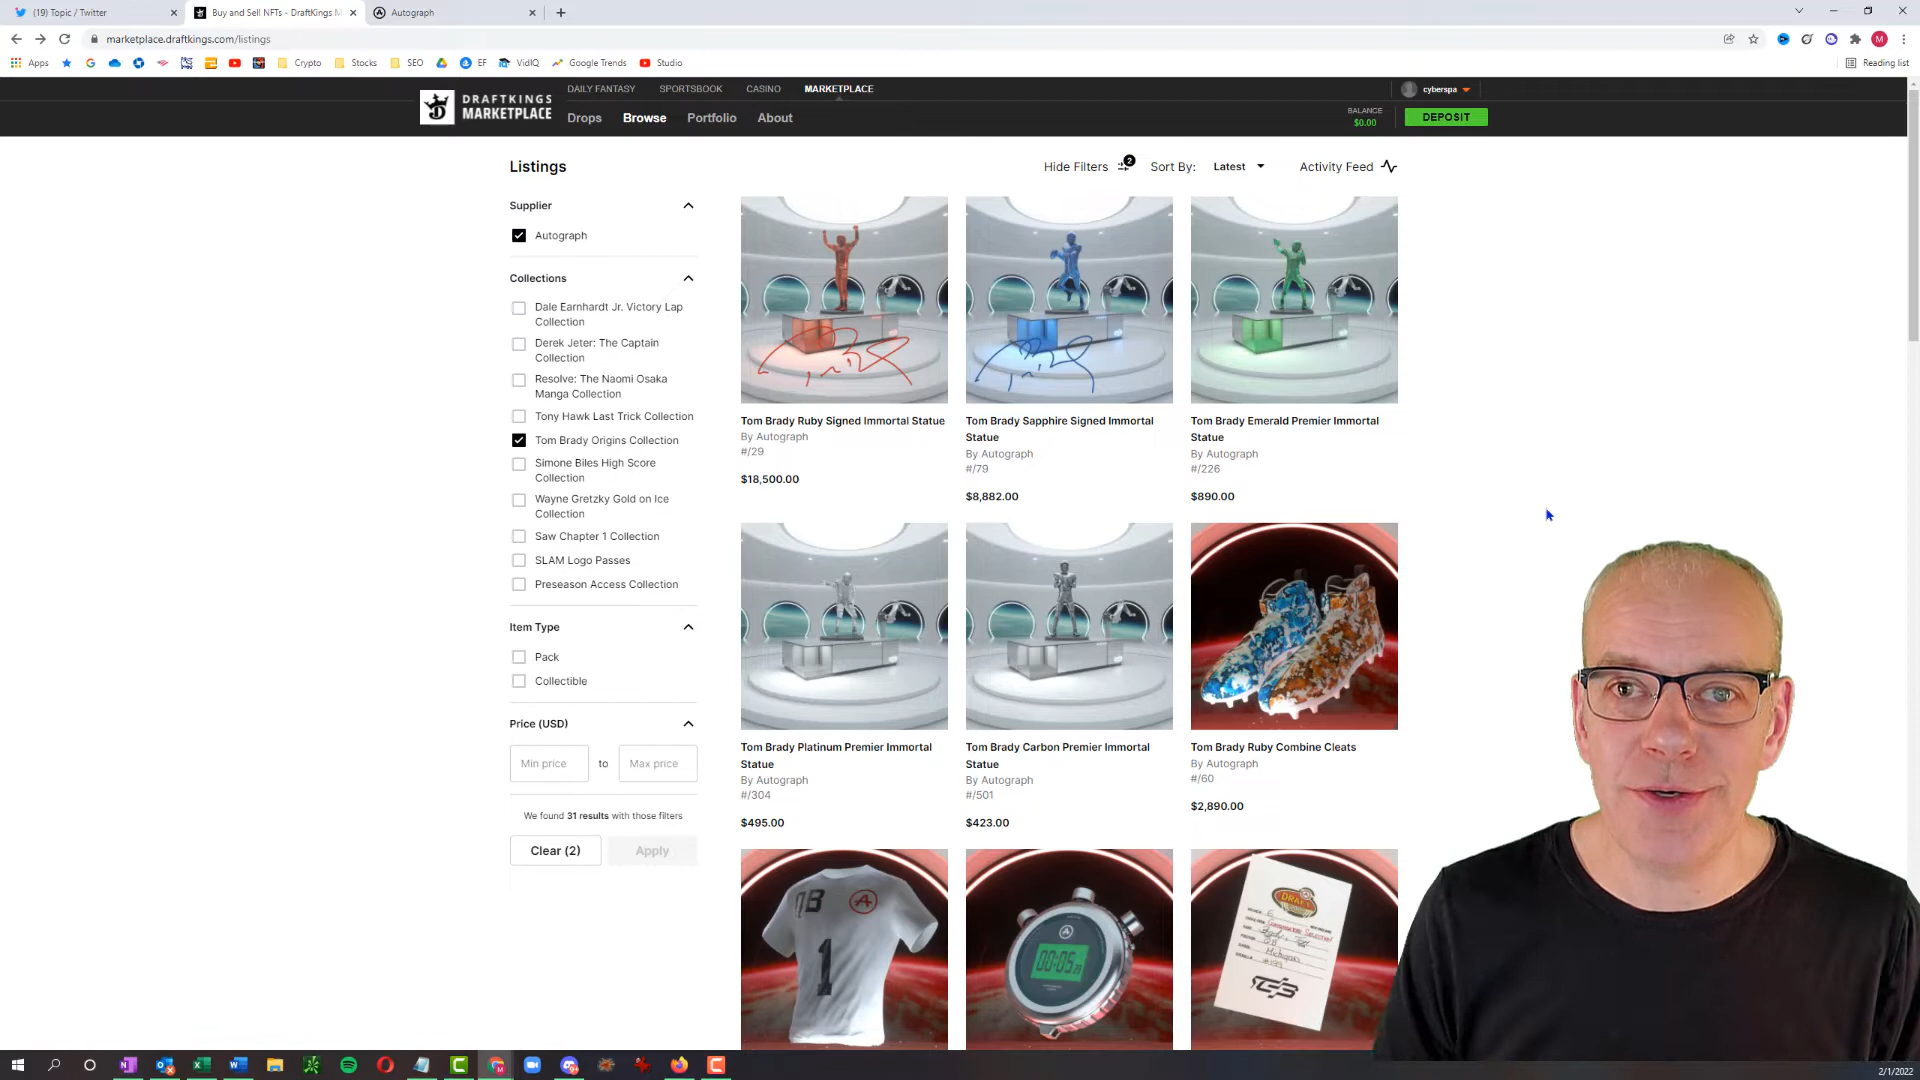 (19) Topic / Twitter
Buy and Sell NFTs - DraftKings M
Autograph
marketplace.draftkings.com/listings
Apps
Crypto
Stocks
SEO
EF
VidIQ
Google Trends
Studio
Reading list
DRAFTKINGS
MARKETPLACE
DAILY FANTASY
SPORTSBOOK
CASINO
MARKETPLACE
Drops
Browse
Portfolio
About
cyberspa
BALANCE
$0.00
DEPOSIT
Listings
Hide Filters
2
Sort By:
Latest
Activity Feed
Supplier
Autograph
Collections
Dale Earnhardt Jr. Victory Lap
Collection
Derek Jeter: The Captain
Collection
Resolve: The Naomi Osaka
Manga Collection
Tony Hawk Last Trick Collection
Tom Brady Origins Collection
Simone Biles High Score
Collection
Wayne Gretzky Gold on Ice
Collection
Saw Chapter 1 Collection
SLAM Logo Passes
Preseason Access Collection
Item Type
Pack
Collectible
Price (USD)
Min price
to
Max price
We found 31 results with those filters
Clear (2)
Apply
Tom Brady Ruby Signed Immortal Statue
By Autograph
#/29
$18,500.00
Tom Brady Sapphire Signed Immortal
Statue
By Autograph
#/79
$8,882.00
Tom Brady Emerald Premier Immortal
Statue
By Autograph
#/226
$890.00
Tom Brady Platinum Premier Immortal
Statue
By Autograph
#/304
$495.00
Tom Brady Carbon Premier Immortal
Statue
By Autograph
#/501
$423.00
Tom Brady Ruby Combine Cleats
By Autograph
#/60
$2,890.00
QB
A
1
00:05
DRAFT
Brady, Tom
Michigan
2/1/2022